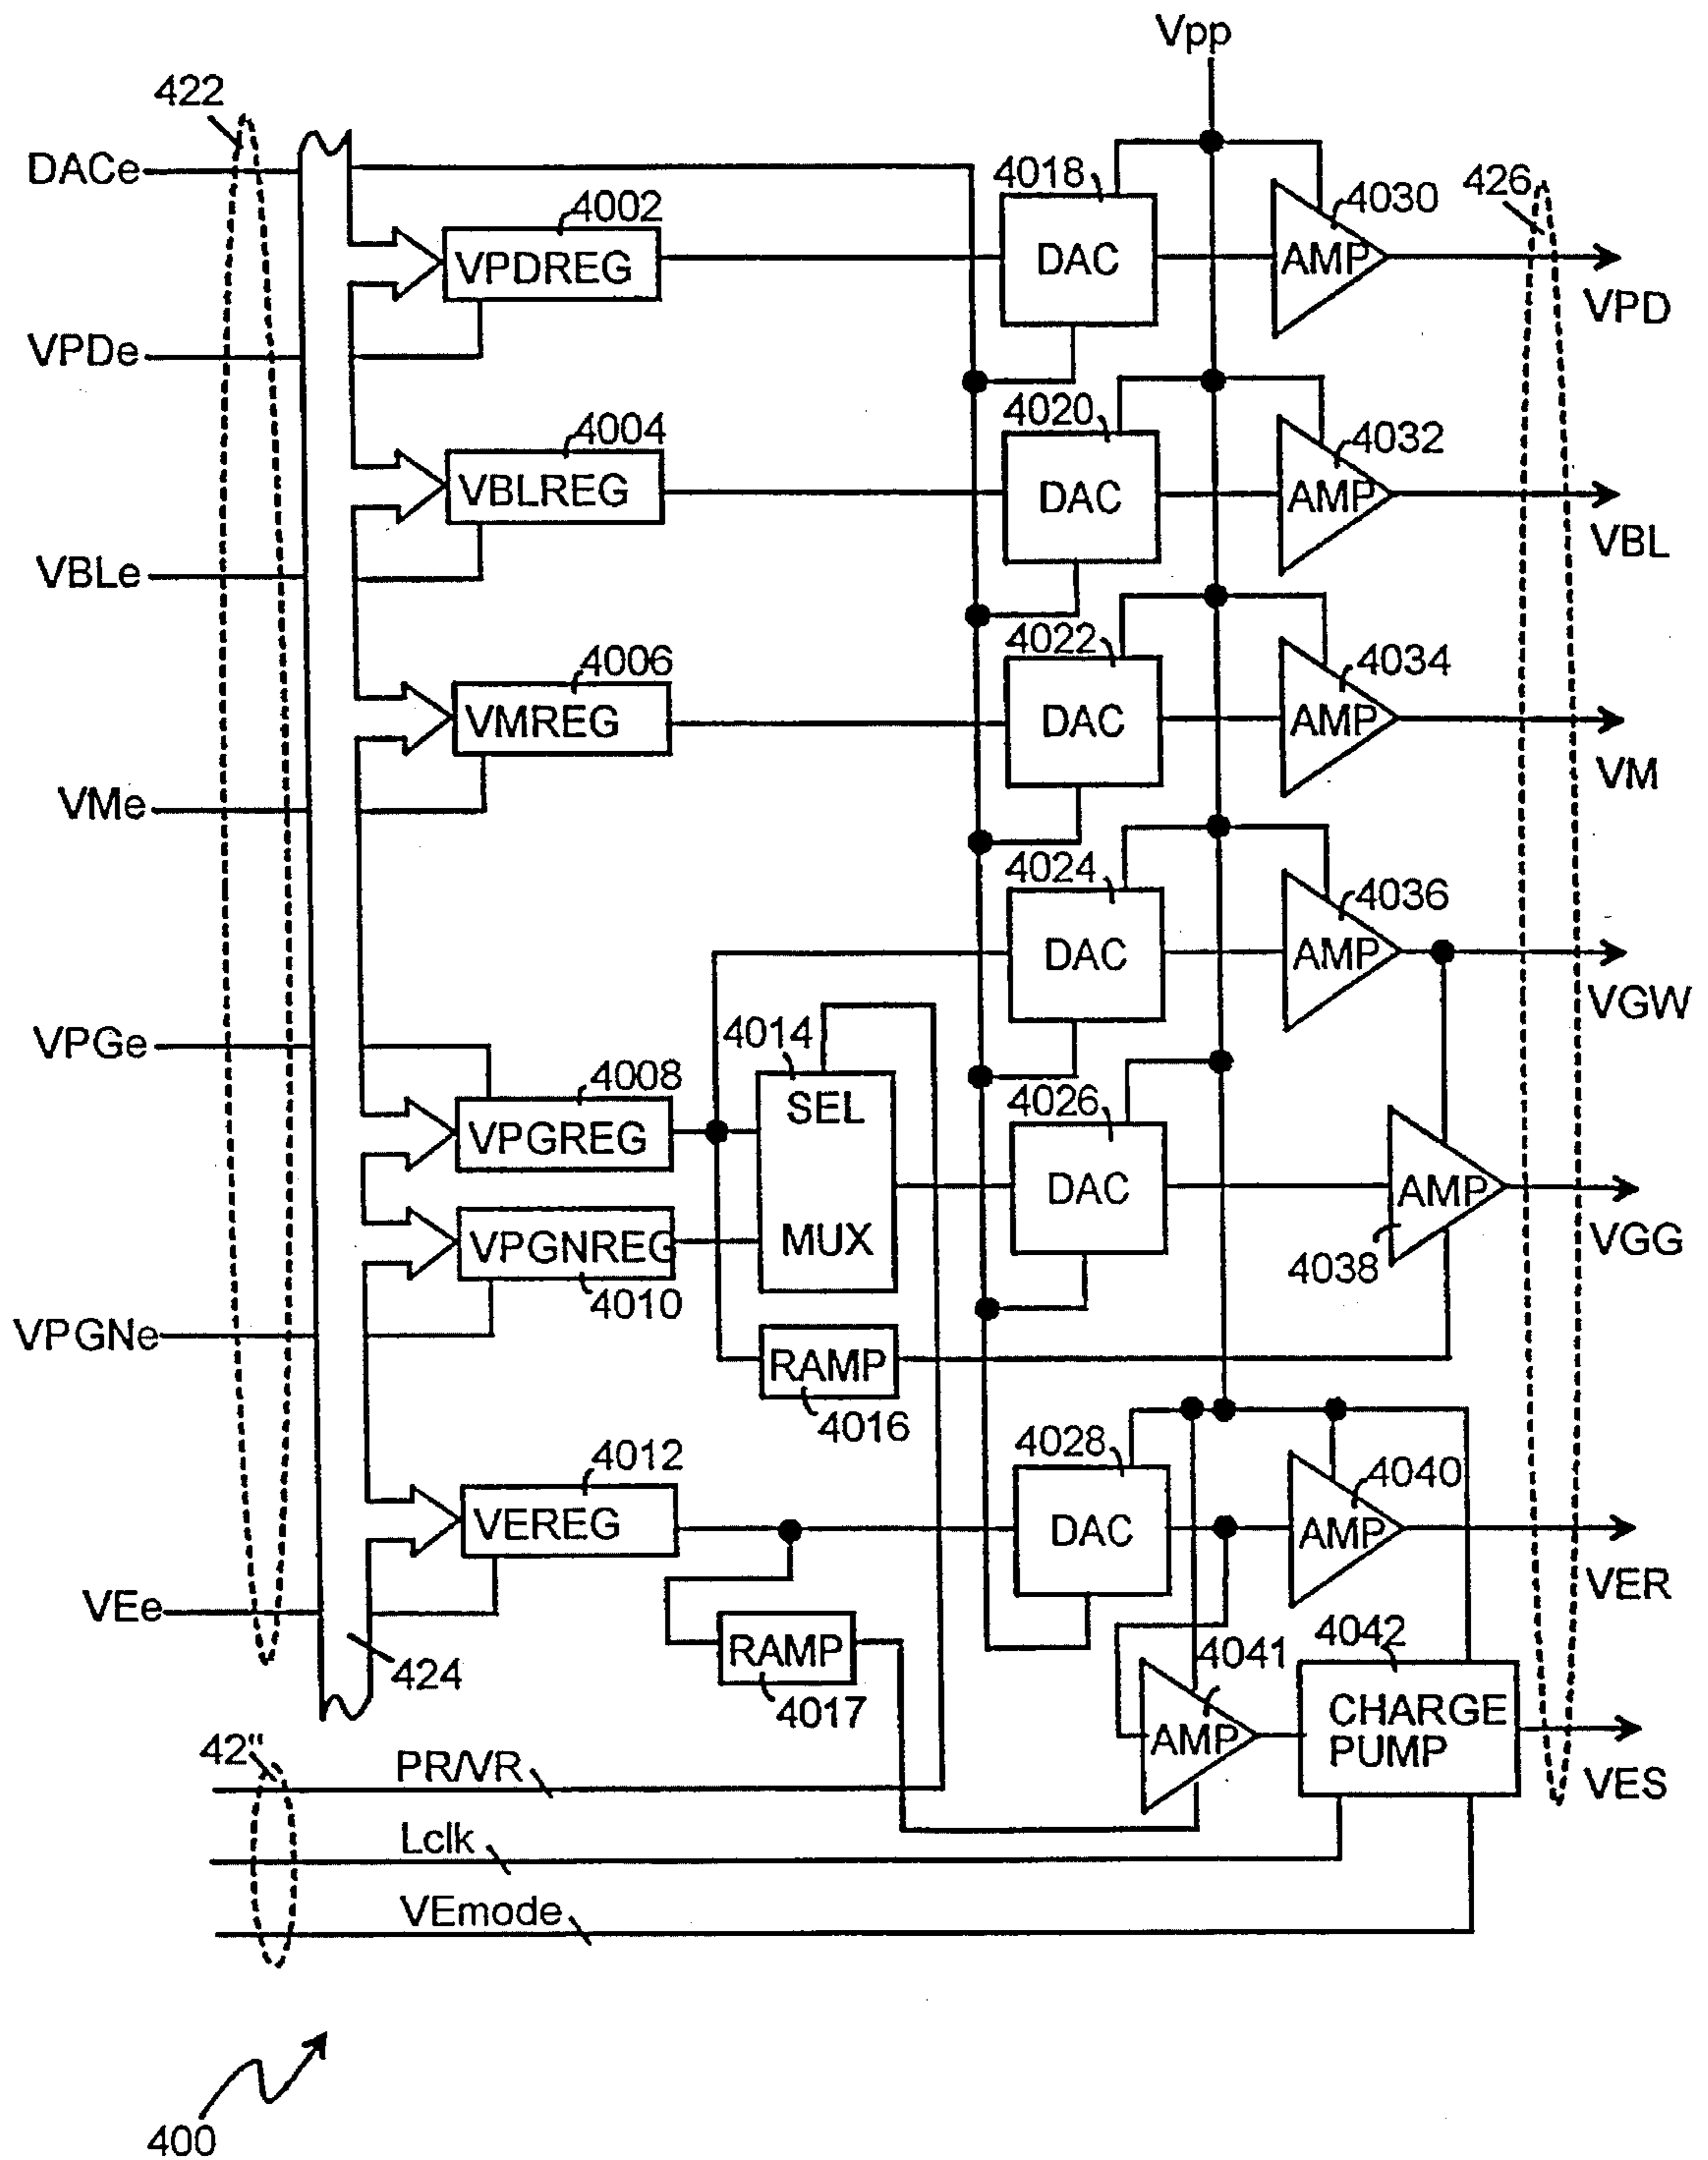 Vpp
422
DACe
4018
4030
426
4002
VPDREG
DAC
AMP
VPD
VPDe
4020
4032
4004
VBLREG
DAC
AMP
VBL
VBLe
4022
4034
4006
VMREG
DAC
AMP
VM
VMe
4024
4036
DAC
AMP
VGW
VPGe
4014
4008
SEL
4026
VPGREG
DAC
AMP
VPGNREG
MUX
VGG
4038
4010
VPGNe
RAMP
4016
4028
4012
4040
VEREG
DAC
AMP
VER
VEe
4042
4041
RAMP
424
4017
AMP
CHARGE
PUMP
VES
42"
PR/VR
Lclk
VEmode
400